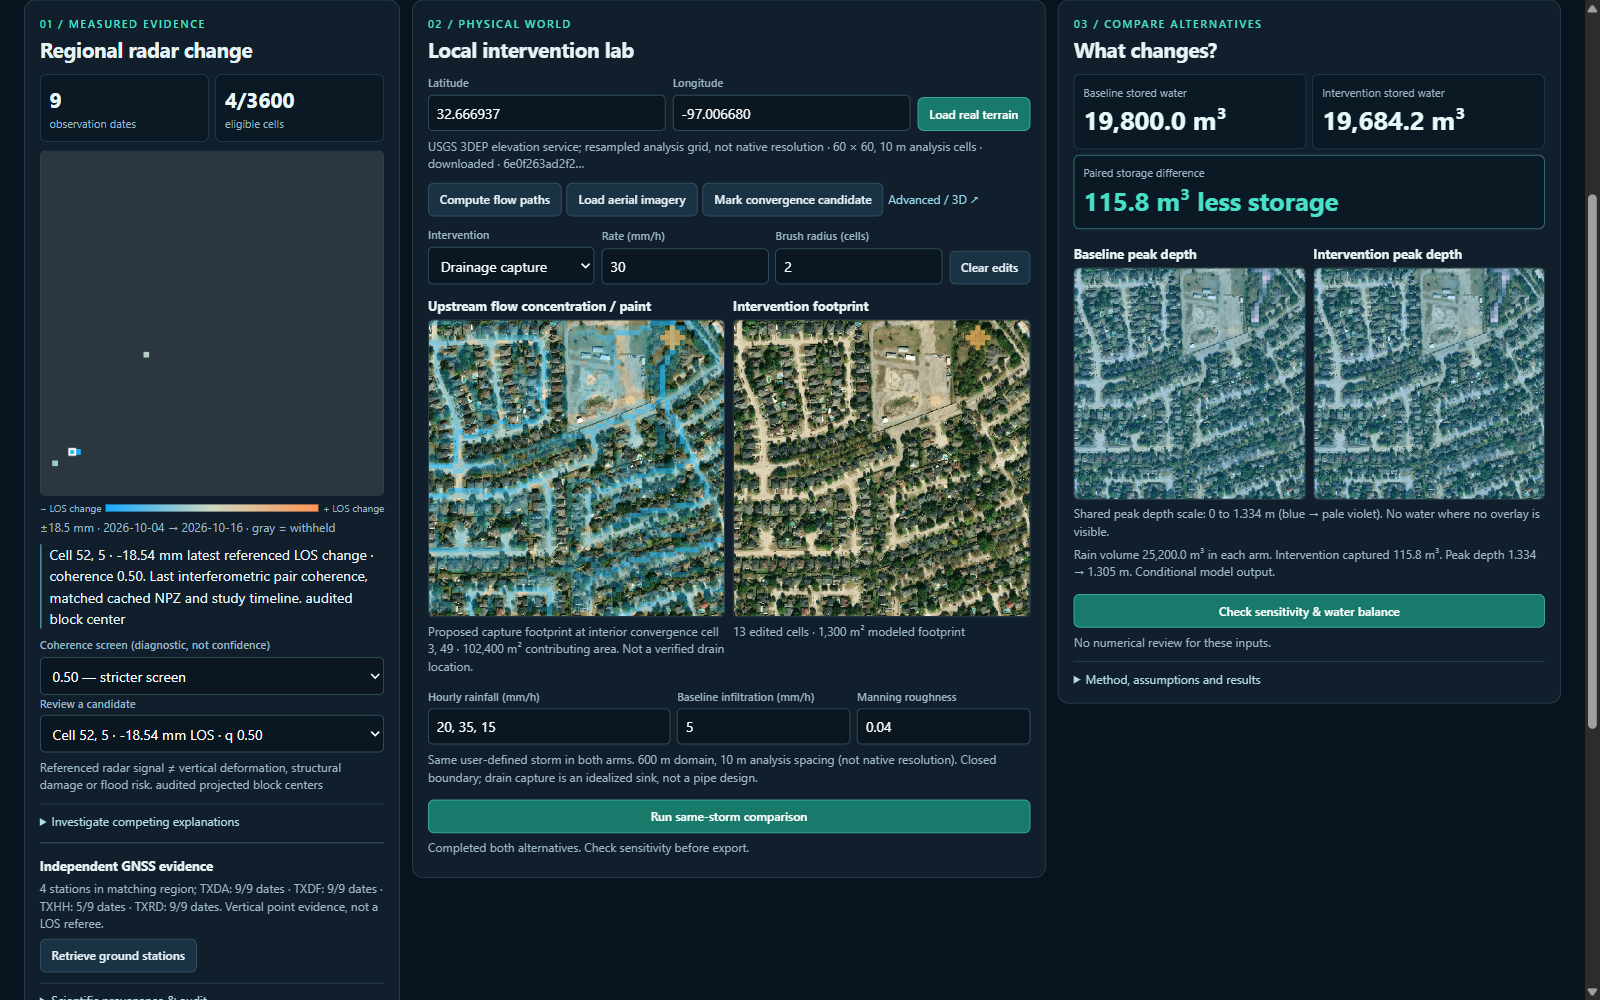 01 / MEASURED EVIDENCE
Regional radar change
9
observation dates
4/3600
eligible cells
− LOS change
+ LOS change
±18.5 mm · 2026-10-04 → 2026-10-16 · gray = withheld
Cell 52, 5 · -18.54 mm latest referenced LOS change ·
coherence 0.50. Last interferometric pair coherence,
matched cached NPZ and study timeline. audited
block center
Coherence screen (diagnostic, not confidence)
0.50 — stricter screen
Review a candidate
Cell 52, 5 · -18.54 mm LOS · q 0.50
Referenced radar signal ≠ vertical deformation, structural
damage or flood risk. audited projected block centers
▶ Investigate competing explanations
Independent GNSS evidence
4 stations in matching region; TXDA: 9/9 dates · TXDF: 9/9 dates ·
TXHH: 5/9 dates · TXRD: 9/9 dates. Vertical point evidence, not a
LOS referee.
Retrieve ground stations
▶ Scientific provenance & audit
02 / PHYSICAL WORLD
Local intervention lab
Latitude
Longitude
32.666937
-97.006680
Load real terrain
USGS 3DEP elevation service; resampled analysis grid, not native resolution · 60 × 60, 10 m analysis cells ·
downloaded · 6e0f263ad2f2...
Compute flow paths
Load aerial imagery
Mark convergence candidate
Advanced / 3D ↗
Intervention
Rate (mm/h)
Brush radius (cells)
Drainage capture
30
2
Clear edits
Upstream flow concentration / paint
Intervention footprint
Proposed capture footprint at interior convergence cell
3, 49 · 102,400 m² contributing area. Not a verified drain
location.
13 edited cells · 1,300 m² modeled footprint
Hourly rainfall (mm/h)
Baseline infiltration (mm/h)
Manning roughness
20, 35, 15
5
0.04
Same user-defined storm in both arms. 600 m domain, 10 m analysis spacing (not native resolution). Closed
boundary; drain capture is an idealized sink, not a pipe design.
Run same-storm comparison
Completed both alternatives. Check sensitivity before export.
03 / COMPARE ALTERNATIVES
What changes?
Baseline stored water
19,800.0 m³
Intervention stored water
19,684.2 m³
Paired storage difference
115.8 m³ less storage
Baseline peak depth
Intervention peak depth
Shared peak depth scale: 0 to 1.334 m (blue → pale violet). No water where no overlay is
visible.
Rain volume 25,200.0 m³ in each arm. Intervention captured 115.8 m³. Peak depth 1.334
→ 1.305 m. Conditional model output.
Check sensitivity & water balance
No numerical review for these inputs.
▶ Method, assumptions and results